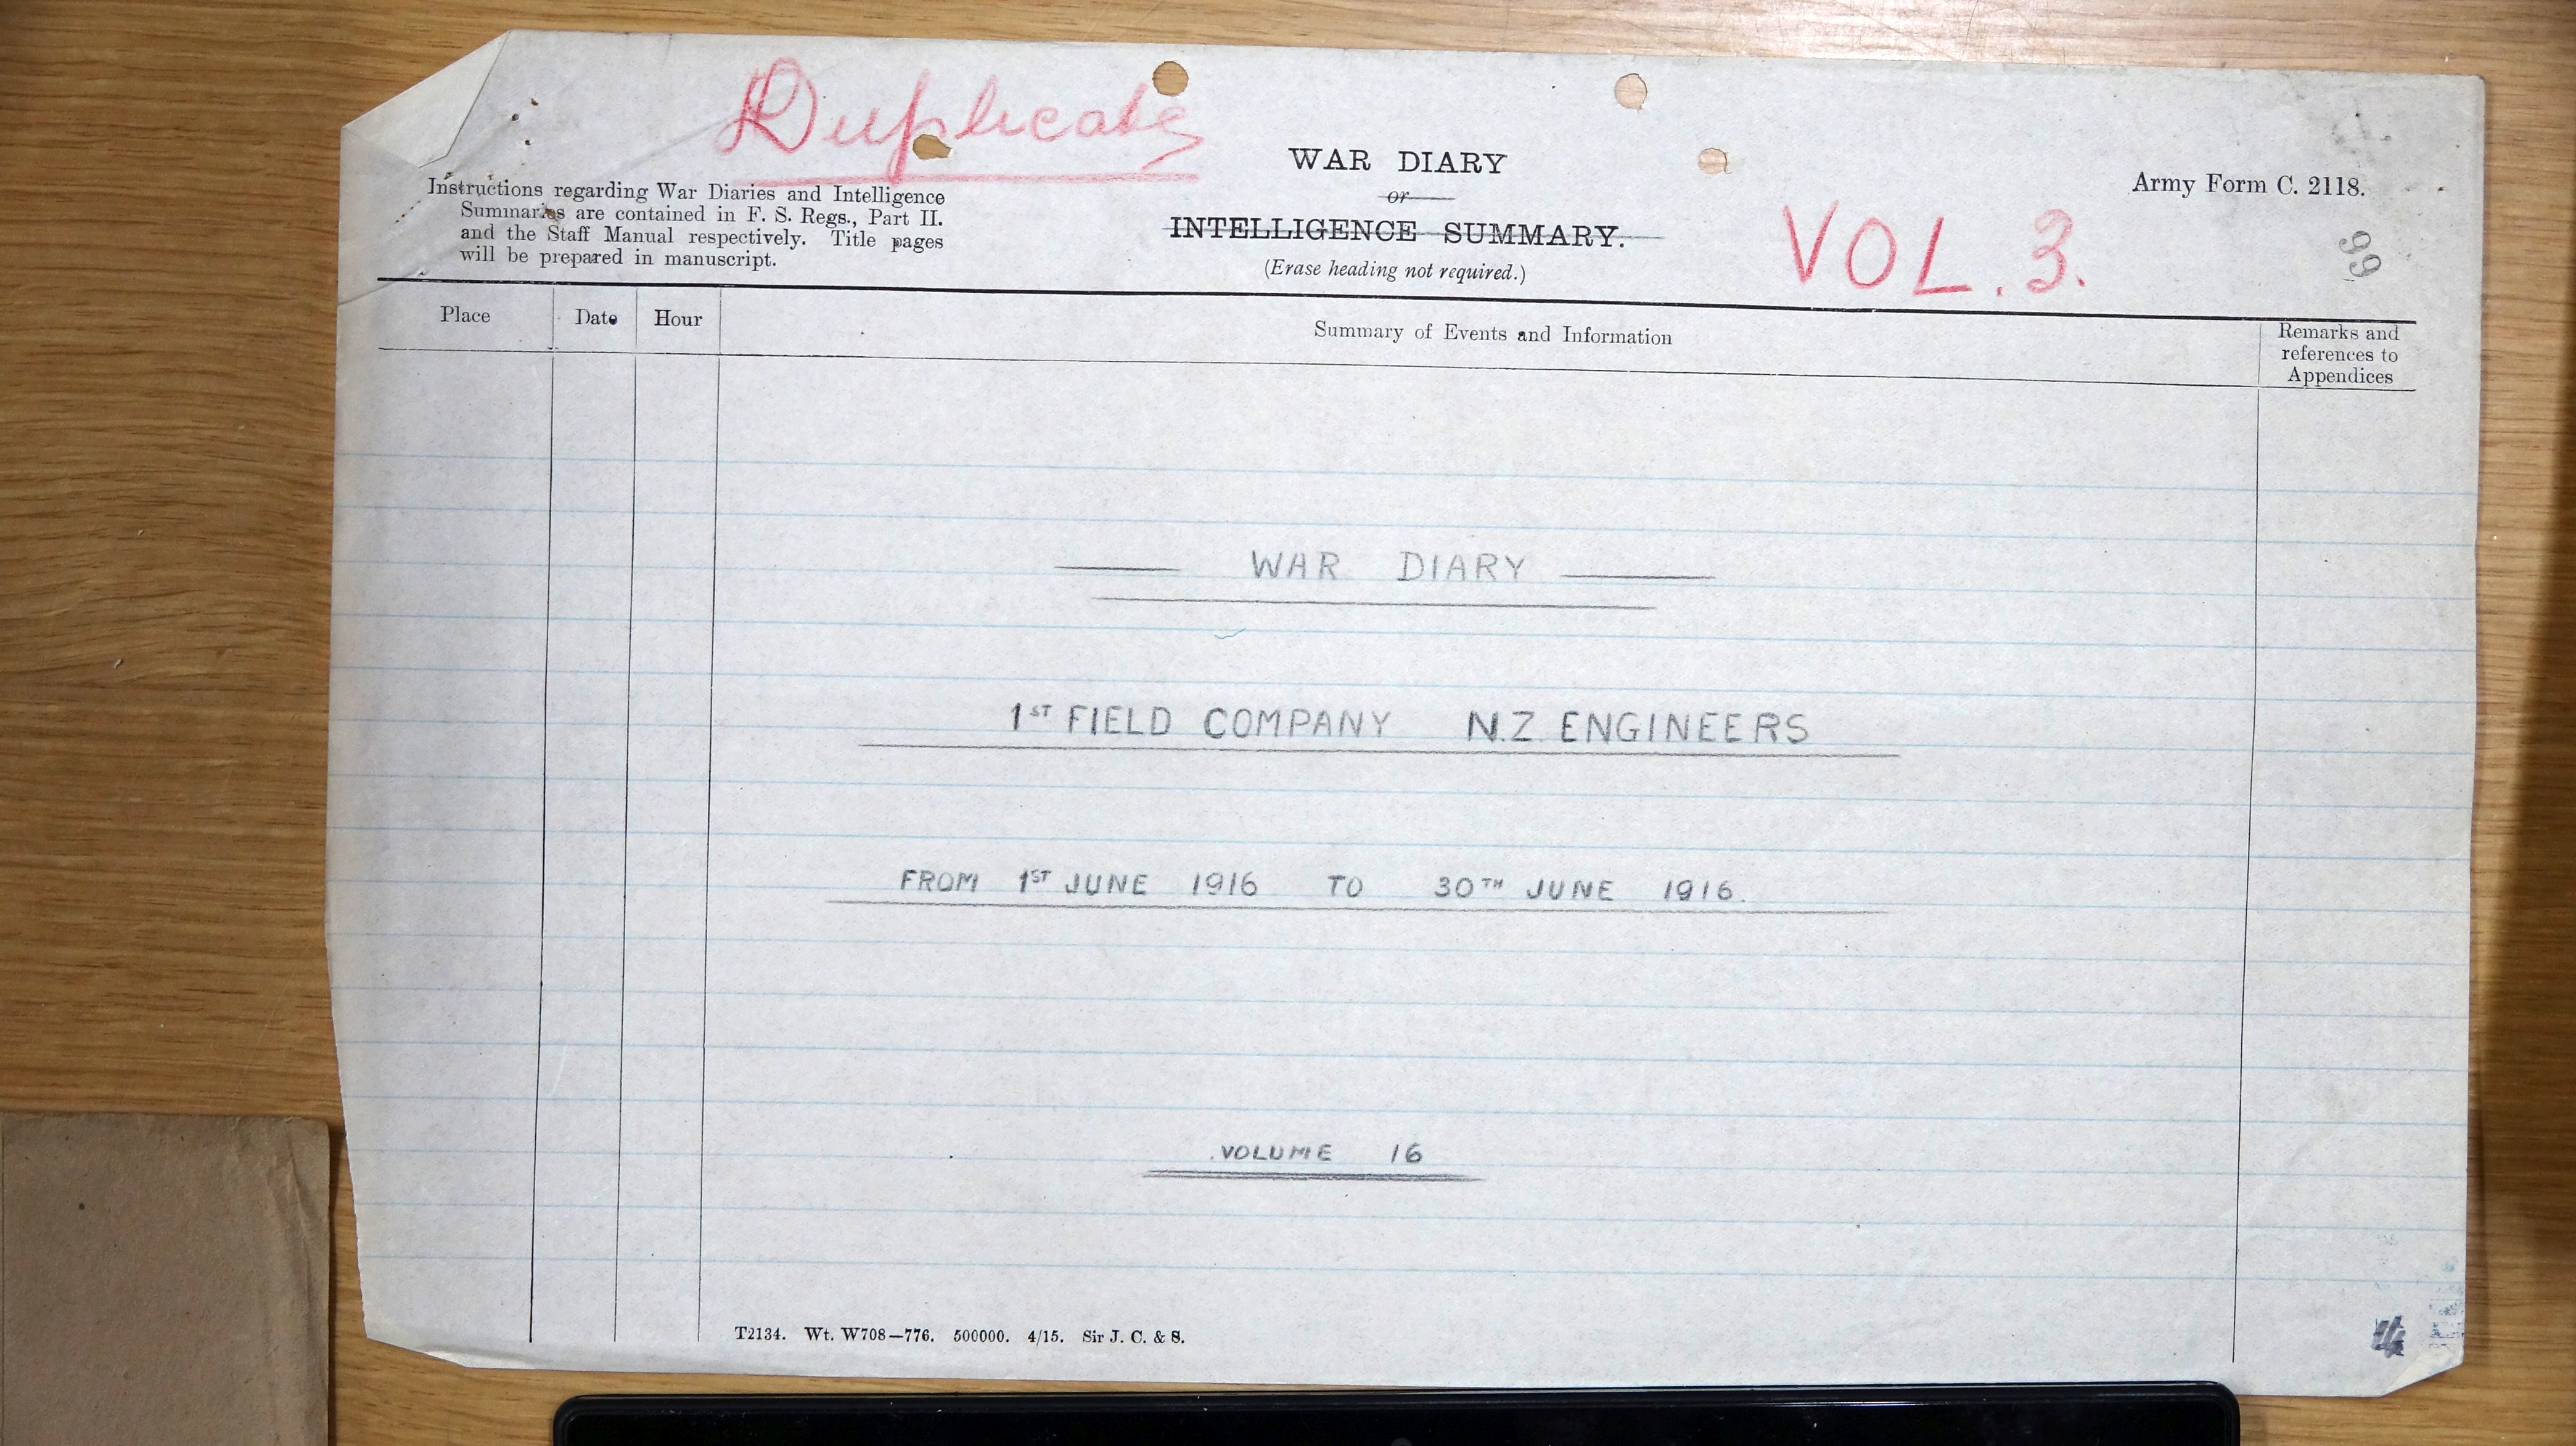 Duplicate
WAR DIARY
or
INTELLIGENCE SUMMARY.
(Erase heading not required.)
Army Form C. 2118.
Instructions regarding War Diaries and Intelligence
Summaries are contained in F. S. Regs., Part II.
and the Staff Manual respectively. Title pages
will be prepared in manuscript.
VOL. 3.
99
Place
Date
Hour
Summary of Events and Information
Remarks and
references to
Appendices
WAR DIARY
1ST FIELD COMPANY N.Z. ENGINEERS
FROM 1ST JUNE 1916 TO 30TH JUNE 1916.
VOLUME 16
T2134. Wt. W708—776. 500000. 4/15. Sir J. C. & S.